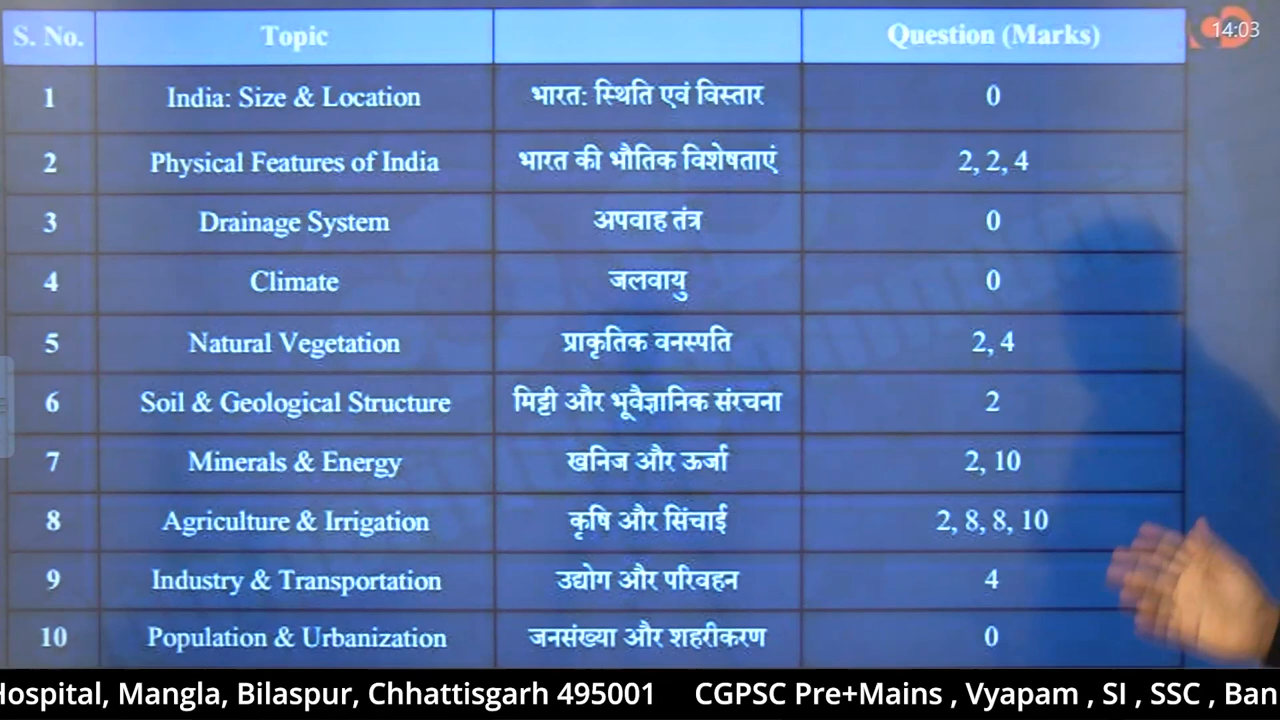 S. No. Topic Question (Marks)
14:03
1 India: Size & Location भारत: स्थिति एवं विस्तार 0
2 Physical Features of India भारत की भौतिक विशेषताएं 2, 2, 4
3 Drainage System अपवाह तंत्र 0
4 Climate जलवायु 0
5 Natural Vegetation प्राकृतिक वनस्पति 2, 4
6 Soil & Geological Structure मिट्टी और भूवैज्ञानिक संरचना 2
7 Minerals & Energy खनिज और ऊर्जा 2, 10
8 Agriculture & Irrigation कृषि और सिंचाई 2, 8, 8, 10
9 Industry & Transportation उद्योग और परिवहन 4
10 Population & Urbanization जनसंख्या और शहरीकरण 0
Hospital, Mangla, Bilaspur, Chhattisgarh 495001 CGPSC Pre+Mains , Vyapam , SI , SSC , Ban